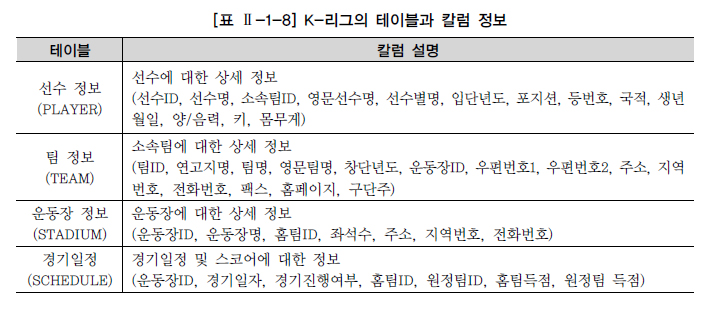 [표 Ⅱ-1-8] K-리그의 테이블과 칼럼 정보
테이블 칼럼 설명
선수 정보
(PLAYER)
선수에 대한 상세 정보
(선수ID, 선수명, 소속팀ID, 영문선수명, 선수별명, 입단년도, 포지션, 등번호, 국적, 생년
월일, 양/음력, 키, 몸무게)
팀 정보
(TEAM)
소속팀에 대한 상세 정보
(팀ID, 연고지명, 팀명, 영문팀명, 창단년도, 운동장ID, 우편번호1, 우편번호2, 주소, 지역
번호, 전화번호, 팩스, 홈페이지, 구단주)
운동장 정보
(STADIUM)
운동장에 대한 상세 정보
(운동장ID, 운동장명, 홈팀ID, 좌석수, 주소, 지역번호, 전화번호)
경기일정
(SCHEDULE)
경기일정 및 스코어에 대한 정보
(운동장ID, 경기일자, 경기진행여부, 홈팀ID, 원정팀ID, 홈팀득점, 원정팀 득점)